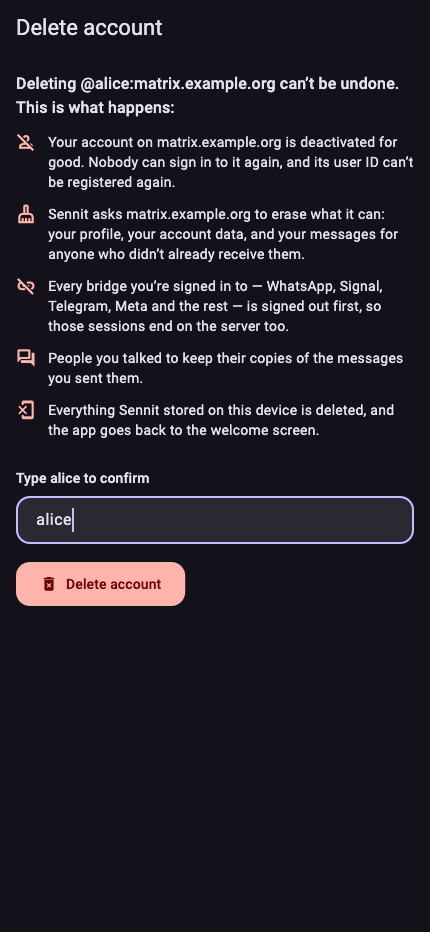 Delete account
Deleting @alice:matrix.example.org can’t be undone.
This is what happens:
Your account on matrix.example.org is deactivated for
good. Nobody can sign in to it again, and its user ID can’t
be registered again.
Sennit asks matrix.example.org to erase what it can:
your profile, your account data, and your messages for
anyone who didn’t already receive them.
Every bridge you’re signed in to — WhatsApp, Signal,
Telegram, Meta and the rest — is signed out first, so
those sessions end on the server too.
People you talked to keep their copies of the messages
you sent them.
Everything Sennit stored on this device is deleted, and
the app goes back to the welcome screen.
Type alice to confirm
alice
Delete account